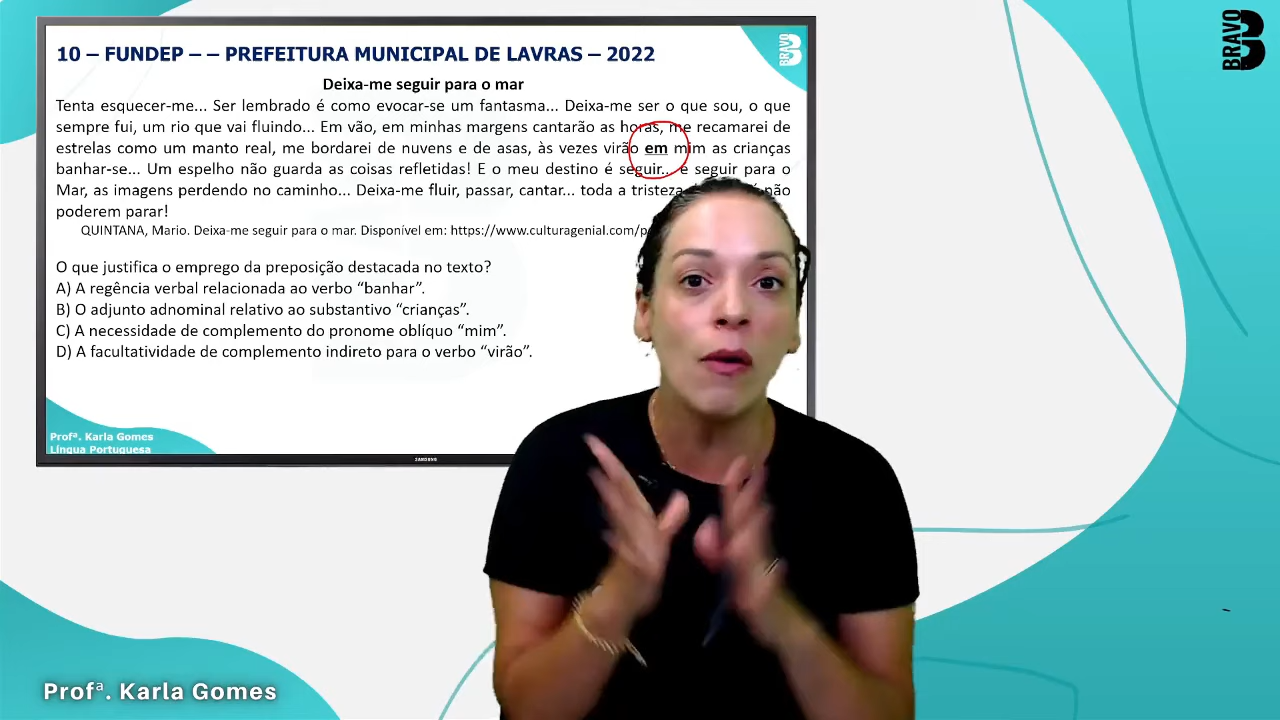 10 – FUNDEP – – PREFEITURA MUNICIPAL DE LAVRAS – 2022
Deixa-me seguir para o mar
Tenta esquecer-me... Ser lembrado é como evocar-se um fantasma... Deixa-me ser o que sou, o que
sempre fui, um rio que vai fluindo... Em vão, em minhas margens cantarão as horas, me recamarei de
estrelas como um manto real, me bordarei de nuvens e de asas, às vezes virão em mim as crianças
banhar-se... Um espelho não guarda as coisas refletidas! E o meu destino é seguir... é seguir para o
Mar, as imagens perdendo no caminho... Deixa-me fluir, passar, cantar... toda a tristeza não
poderem parar!
QUINTANA, Mario. Deixa-me seguir para o mar. Disponível em: https://www.culturagenial.com/p
O que justifica o emprego da preposição destacada no texto?
A) A regência verbal relacionada ao verbo “banhar”.
B) O adjunto adnominal relativo ao substantivo “crianças”.
C) A necessidade de complemento do pronome oblíquo “mim”.
D) A facultatividade de complemento indireto para o verbo “virão”.
Profª. Karla Gomes
Língua Portuguesa
SAMSUNG
BRAVO
BRAVO
Profª. Karla Gomes